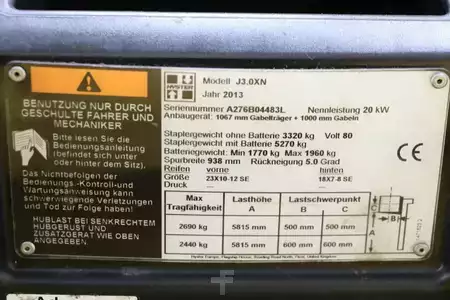 BENUTZUNG NUR DURCH
GESCHULTE FAHRER UND
MECHANIKER
Bitte lesen Sie die
Bedienungsanleitung
(befindet sich unter
oder hinter dem Sitz).
Das Nichtbefolgen der
Bedienungs,- Kontroll-und
Wartungsanweisung kann
schwerwiegende Verletzungen
und Tod zur Folge haben!
HUBLAST BEI SENKRECTEM
HUBGERUST UND
ZUSATZGERÄT WIE OBEN
ANGEGEBEN.
HYSTER
Modell J3.0XN
Jahr 2013
Seriennummer A276B04483L Nennleistung 20 kW
Anbaugerät: 1067 mm Gabelträger + 1000 mm Gabeln
Staplergewicht ohne Batterie 3320 kg Volt 80
Staplergewicht mit Batterie 5270 kg
Batteriegewicht: Min 1770 kg Max 1960 kg
Spurbreite 938 mm Rückneigung 5.0 Grad
Reifen vorne hinten
Größe 23X10-12 SE 18X7-8 SE
Druck — —
Max Tragfähigkeit Lasthöhe A Lastschwerpunkt B C
2690 kg 5815 mm 500 mm 500 mm
2440 kg 5815 mm 600 mm 600 mm
CE
A
B
C